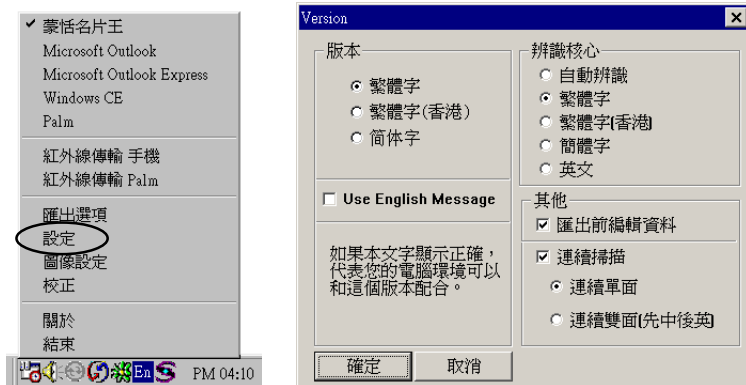 蒙恬名片王
Microsoft Outlook
Microsoft Outlook Express
Windows CE
Palm
紅外線傳輸 手機
紅外線傳輸 Palm
匯出選項
設定
圖像設定
校正
關於
結束
En
PM 04:10
Version
版本
繁體字
繁體字(香港)
简体字
Use English Message
如果本文字顯示正確，
代表您的電腦環境可以
和這個版本配合。
確定
取消
辨識核心
自動辨識
繁體字
繁體字(香港)
簡體字
英文
其他
匯出前編輯資料
連續掃描
連續單面
連續雙面(先中後英)